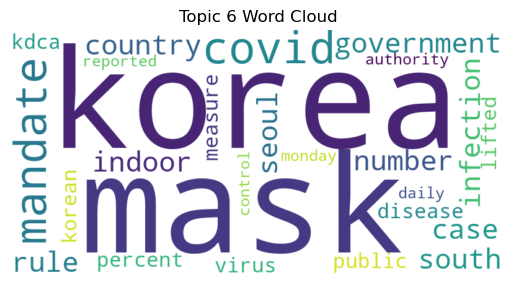 Topic 6 Word Cloud
kdca
country
covid
government
reported
authority
korea
mandate
measure
seoul
infection
lifted
indoor
number
monday
korean
control
mask
daily
disease
case
rule
percent
virus
public
south